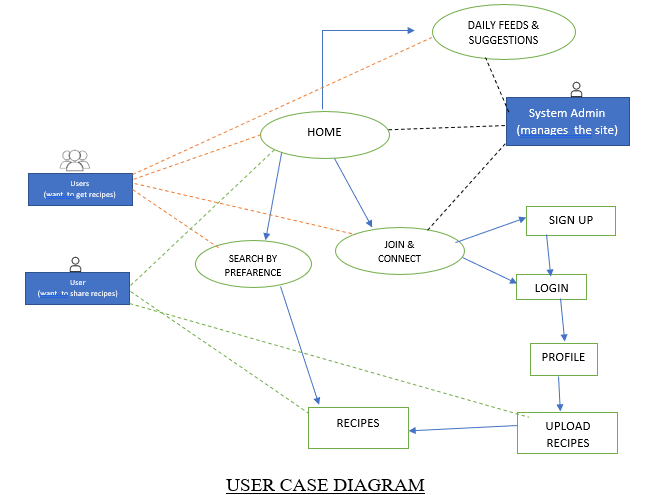 DAILY FEEDS &
SUGGESTIONS
System Admin
(manages the site)
HOME
Users
(want to get recipes)
SIGN UP
JOIN &
CONNECT
SEARCH BY
PREFARENCE
User
(want to share recipes)
LOGIN
PROFILE
RECIPES
UPLOAD
RECIPES
USER CASE DIAGRAM